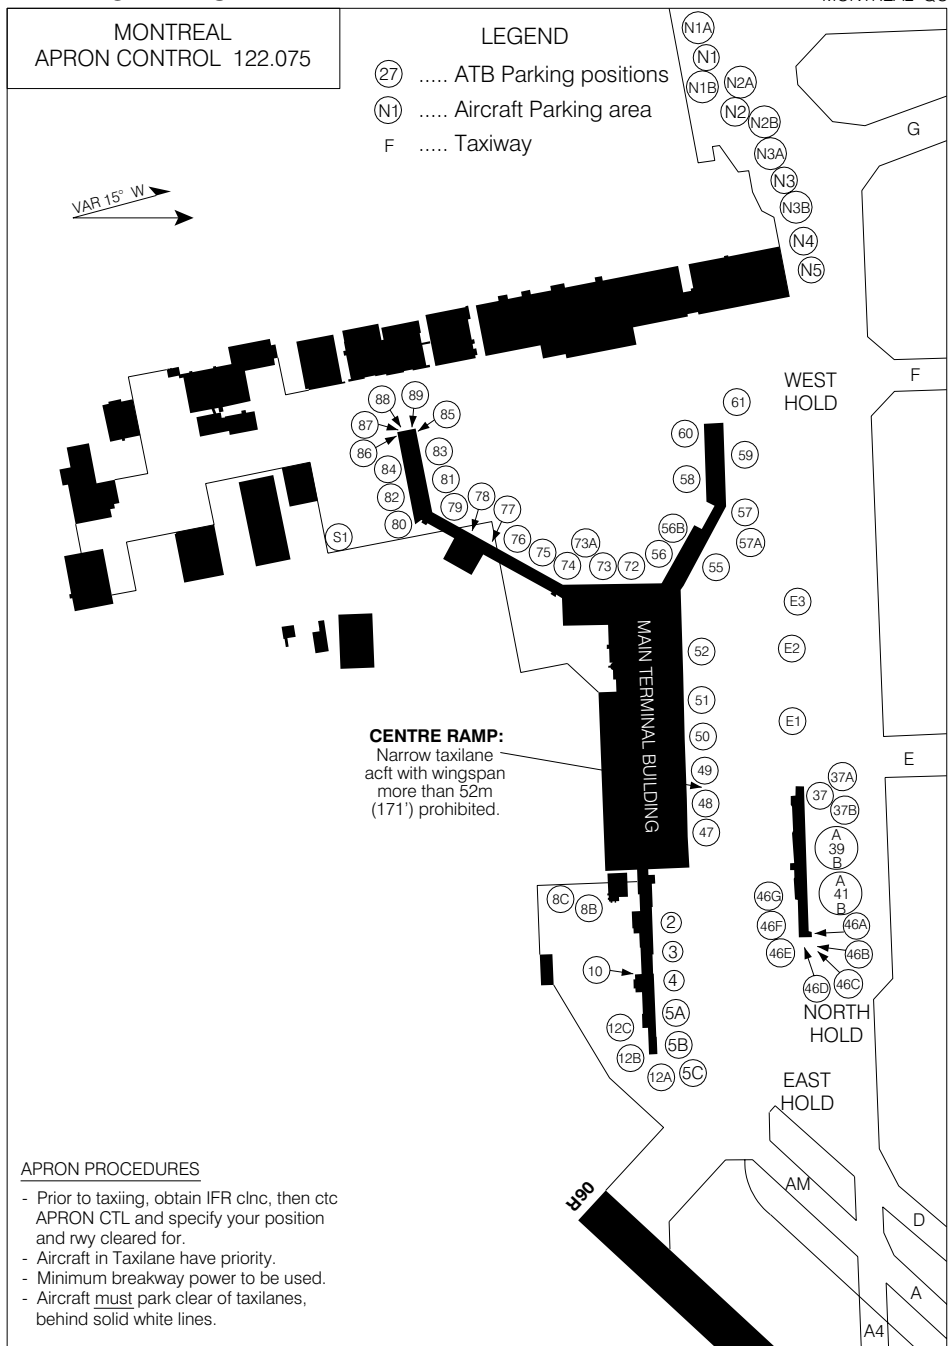 MONTREAL
APRON CONTROL 122.075
LEGEND
27 ..... ATB Parking positions
N1 ..... Aircraft Parking area
F ..... Taxiway
VAR 15° W
N1A
N1
N1B
N2A
N2
N2B
N3A
N3
N3B
N4
N5
G
F
WEST
HOLD
61
60
59
58
57
57A
56B
56
55
88
89
87
85
86
83
84
81
82
79
78
77
80
76
75
73A
74
73
72
S1
E3
E2
E1
E
MAIN TERMINAL BUILDING
52
51
50
49
48
47
CENTRE RAMP:
Narrow taxilane
acft with wingspan
more than 52m
(171') prohibited.
37A
37
37B
A
39
B
A
41
B
46G
46A
46F
46B
46E
46C
46D
8C
8B
2
3
10
4
5A
12C
5B
12B
12A
5C
NORTH
HOLD
EAST
HOLD
06R
AM
D
A
A4
APRON PROCEDURES
- Prior to taxiing, obtain IFR clnc, then ctc
APRON CTL and specify your position
and rwy cleared for.
- Aircraft in Taxilane have priority.
- Minimum breakway power to be used.
- Aircraft must park clear of taxilanes,
behind solid white lines.